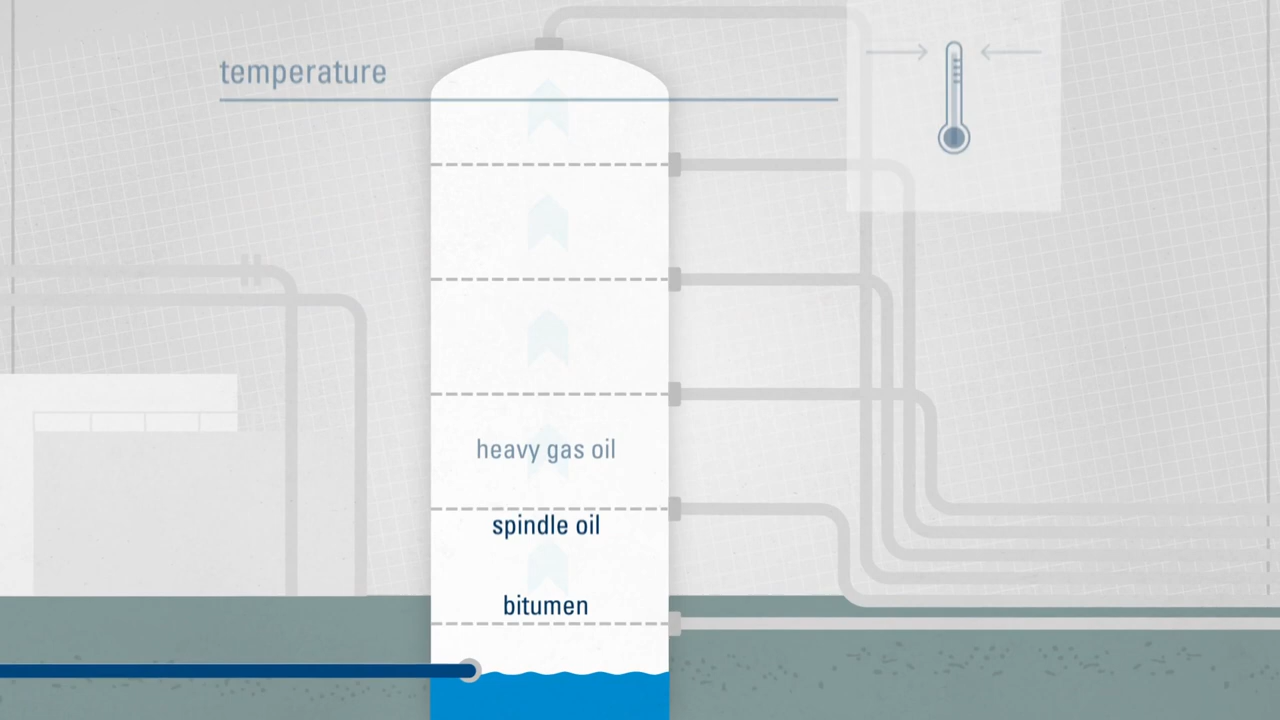 temperature
heavy gas oil
spindle oil
bitumen